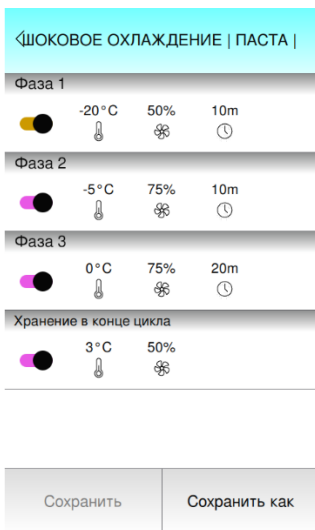 ШОКОВОЕ ОХЛАЖДЕНИЕ | ПАСТА |
Фаза 1
-20°C 50% 10m
Фаза 2
-5°C 75% 10m
Фаза 3
0°C 75% 20m
Хранение в конце цикла
3°C 50%
Сохранить Сохранить как